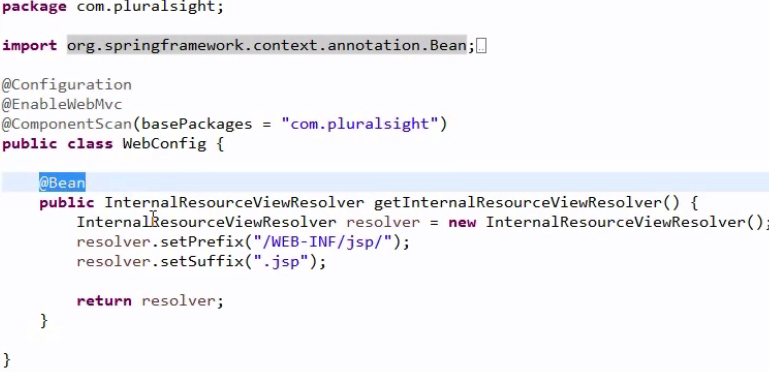 package com.pluralsight;
import org.springframework.context.annotation.Bean;
@Configuration
@EnableWebMvc
@ComponentScan(basePackages = "com.pluralsight")
public class WebConfig {
@Bean
public InternalResourceViewResolver getInternalResourceViewResolver() {
InternalResourceViewResolver resolver = new InternalResourceViewResolver();
resolver.setPrefix("/WEB-INF/jsp/");
resolver.setSuffix(".jsp");
return resolver;
}
}